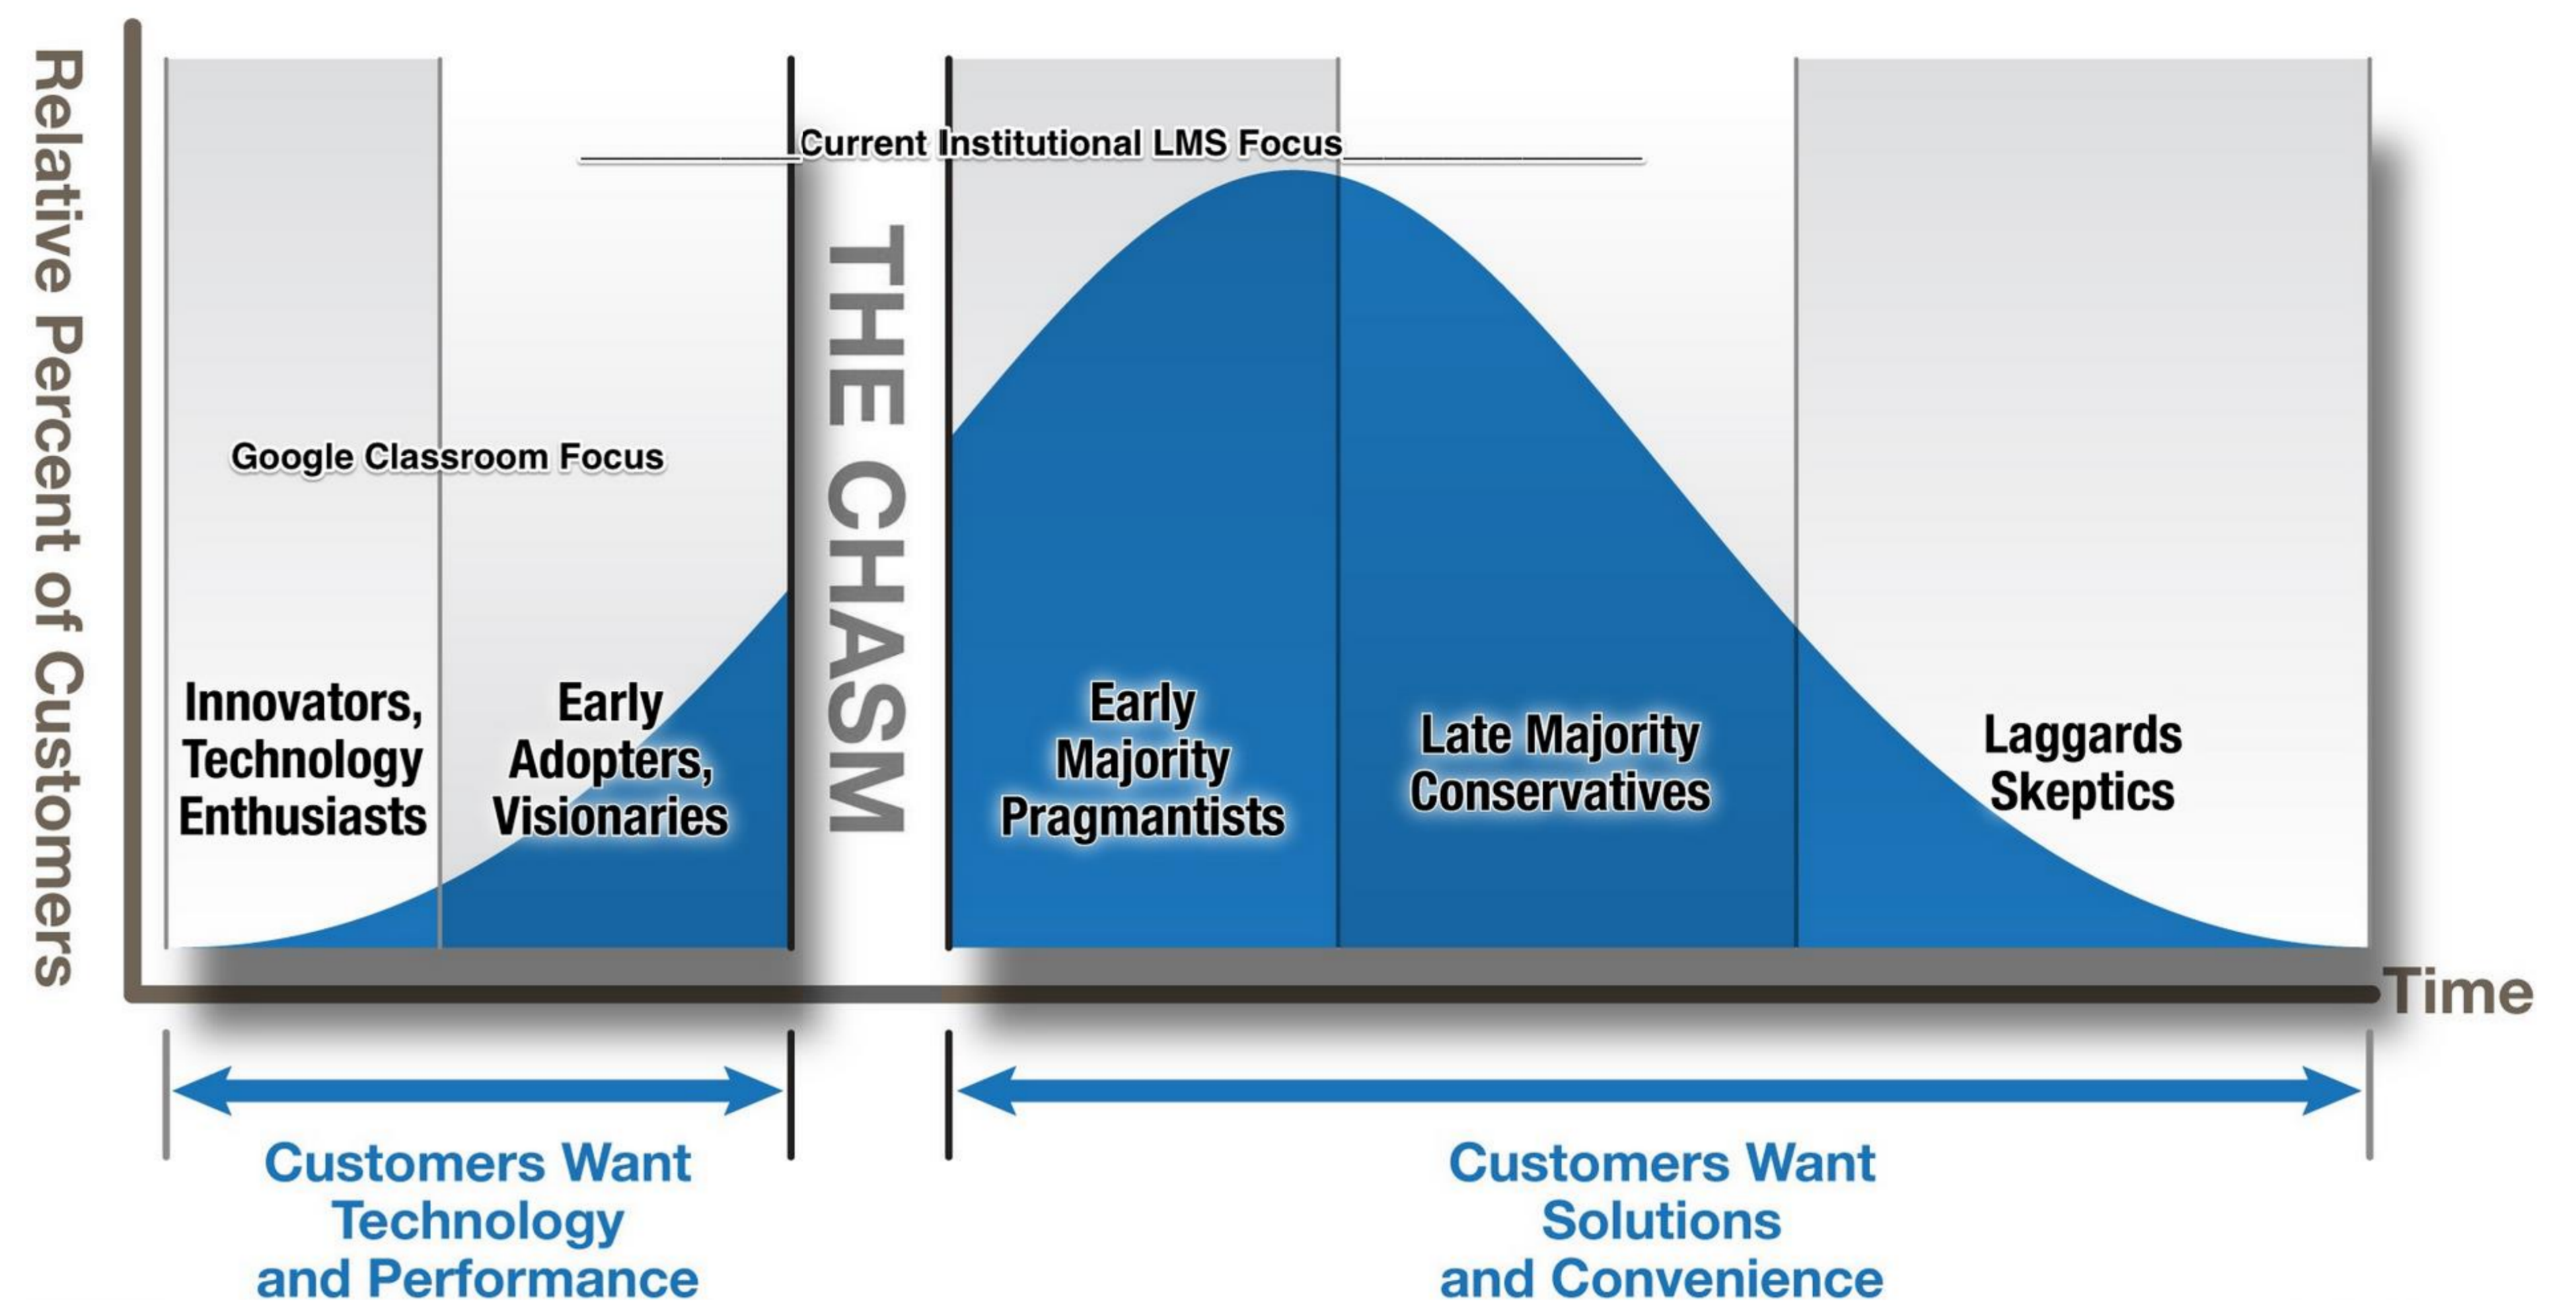 Relative Percent of Customers
Current Institutional LMS Focus
THE CHASM
Google Classroom Focus
Innovators,
Technology
Enthusiasts
Early
Adopters,
Visionaries
Early
Majority
Pragmantists
Late Majority
Conservatives
Laggards
Skeptics
Time
Customers Want
Technology
and Performance
Customers Want
Solutions
and Convenience